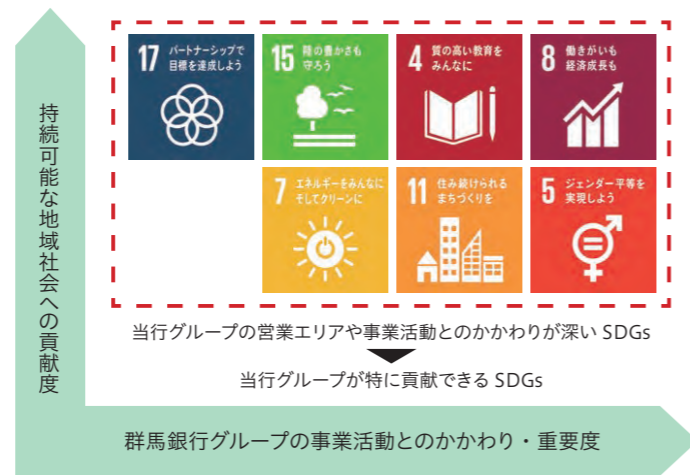 持続可能な地域社会への貢献度
17 パートナーシップで
目標を達成しよう
15 陸の豊かさも
守ろう
4 質の高い教育を
みんなに
8 働きがいも
経済成長も
7 エネルギーをみんなに
そしてクリーンに
11 住み続けられる
まちづくりを
5 ジェンダー平等を
実現しよう
当行グループの営業エリアや事業活動とのかかわりが深い SDGs
当行グループが特に貢献できる SDGs
群馬銀行グループの事業活動とのかかわり・重要度